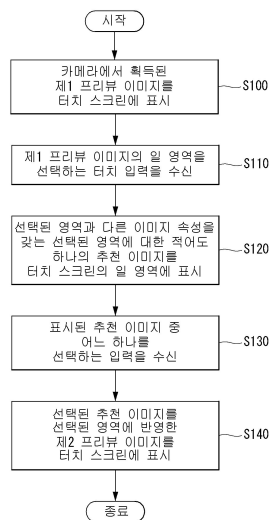 시작
카메라에서 획득된
제1 프리뷰 이미지를
터치 스크린에 표시
S100
제1 프리뷰 이미지의 일 영역을
선택하는 터치 입력을 수신
S110
선택된 영역과 다른 이미지 속성을
갖는 선택된 영역에 대한 적어도
하나의 추천 이미지를
터치 스크린의 일 영역에 표시
S120
표시된 추천 이미지 중
어느 하나를
선택하는 입력을 수신
S130
선택된 추천 이미지를
선택된 영역에 반영한
제2 프리뷰 이미지를
터치 스크린에 표시
S140
종료